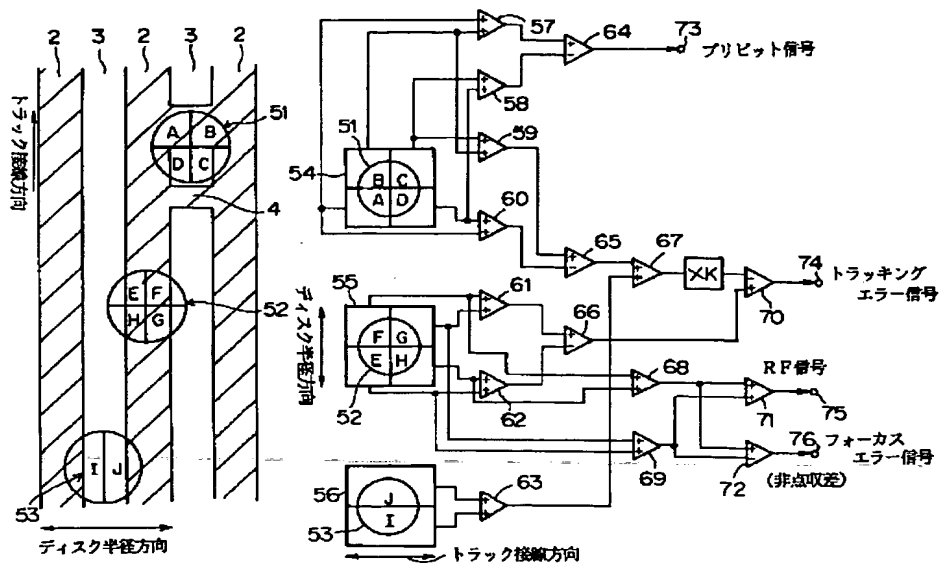 2 3 2 3 2
トラック接線方向
A B
D C
51
4
E F
H G
52
I J
53
ディスク半径方向
57
64
73
プリピット信号
58
59
51
54
B C
A D
60
65
67
×K
74
トラッキング
エラー信号
70
ディスク半径方向
55
61
F G
E H
52
66
62
68
RF信号
71
75
76
フォーカス
エラー信号
69
72
(非点収差)
56
J
I
53
63
トラック接線方向